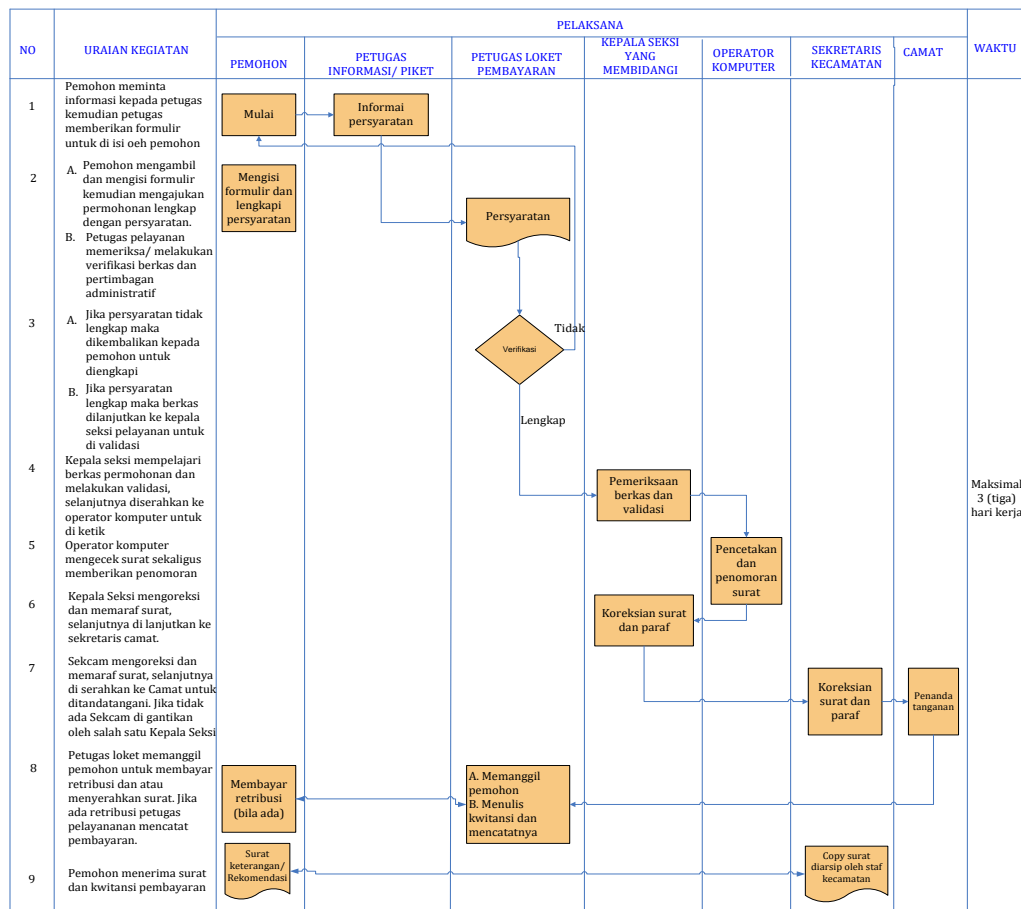 PELAKSANA
NO
URAIAN KEGIATAN
PEMOHON
PETUGAS
INFORMASI/ PIKET
PETUGAS LOKET
PEMBAYARAN
KEPALA SEKSI
YANG
MEMBIDANGI
OPERATOR
KOMPUTER
SEKRETARIS
KECAMATAN
CAMAT
WAKTU
1
Pemohon meminta
informasi kepada petugas
kemudian petugas
memberikan formulir
untuk di isi oeh pemohon
Mulai
Informai
persyaratan
2
A. Pemohon mengambil
dan mengisi formulir
kemudian mengajukan
permohonan lengkap
dengan persyaratan.
B. Petugas pelayanan
memeriksa/ melakukan
verifikasi berkas dan
pertimbagan
administratif
Mengisi
formulir dan
lengkapi
persyaratan
Persyaratan
3
A. Jika persyaratan tidak
lengkap maka
dikembalikan kepada
pemohon untuk
diengkapi
B. Jika persyaratan
lengkap maka berkas
dilanjutkan ke kepala
seksi pelayanan untuk
di validasi
Verifikasi
Tidak
Lengkap
4
Kepala seksi mempelajari
berkas permohonan dan
melakukan validasi,
selanjutnya diserahkan ke
operator komputer untuk
di ketik
Pemeriksaan
berkas dan
validasi
Maksimal
3 (tiga)
hari kerja
5
Operator komputer
mengecek surat sekaligus
memberikan penomoran
Pencetakan
dan
penomoran
surat
6
Kepala Seksi mengoreksi
dan memaraf surat,
selanjutnya di lanjutkan ke
sekretaris camat.
Koreksian surat
dan paraf
7
Sekcam mengoreksi dan
memaraf surat, selanjutnya
di serahkan ke Camat untuk
ditandatangani. Jika tidak
ada Sekcam di gantikan
oleh salah satu Kepala Seksi
Koreksian
surat dan
paraf
Penanda
tanganan
8
Petugas loket memanggil
pemohon untuk membayar
retribusi dan atau
menyerahkan surat. Jika
ada retribusi petugas
pelayananan mencatat
pembayaran.
Membayar
retribusi
(bila ada)
A. Memanggil
pemohon
B. Menulis
kwitansi dan
mencatatnya
9
Pemohon menerima surat
dan kwitansi pembayaran
Surat
keterangan/
Rekomendasi
Copy surat
diarsip oleh staf
kecamatan